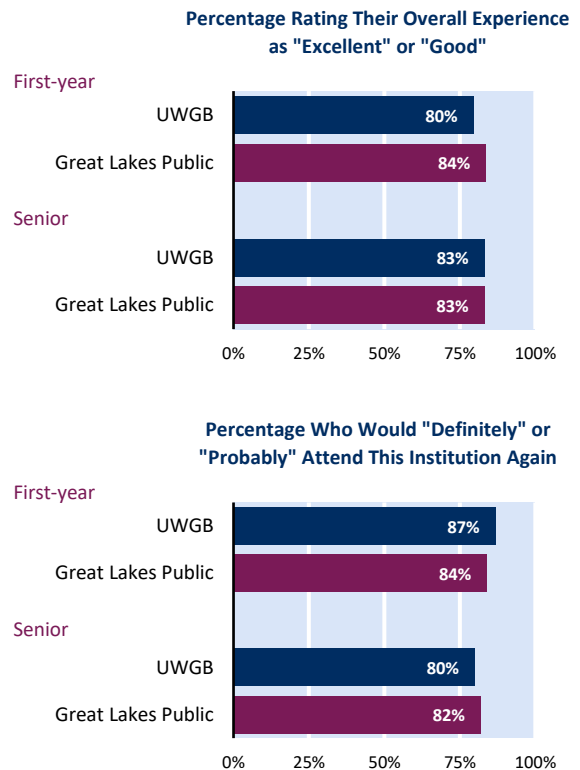 Percentage Rating Their Overall Experience
as "Excellent" or "Good"
First-year
UWGB
80%
Great Lakes Public
84%
Senior
UWGB
83%
Great Lakes Public
83%
0% 25% 50% 75% 100%
Percentage Who Would "Definitely" or
"Probably" Attend This Institution Again
First-year
UWGB
87%
Great Lakes Public
84%
Senior
UWGB
80%
Great Lakes Public
82%
0% 25% 50% 75% 100%